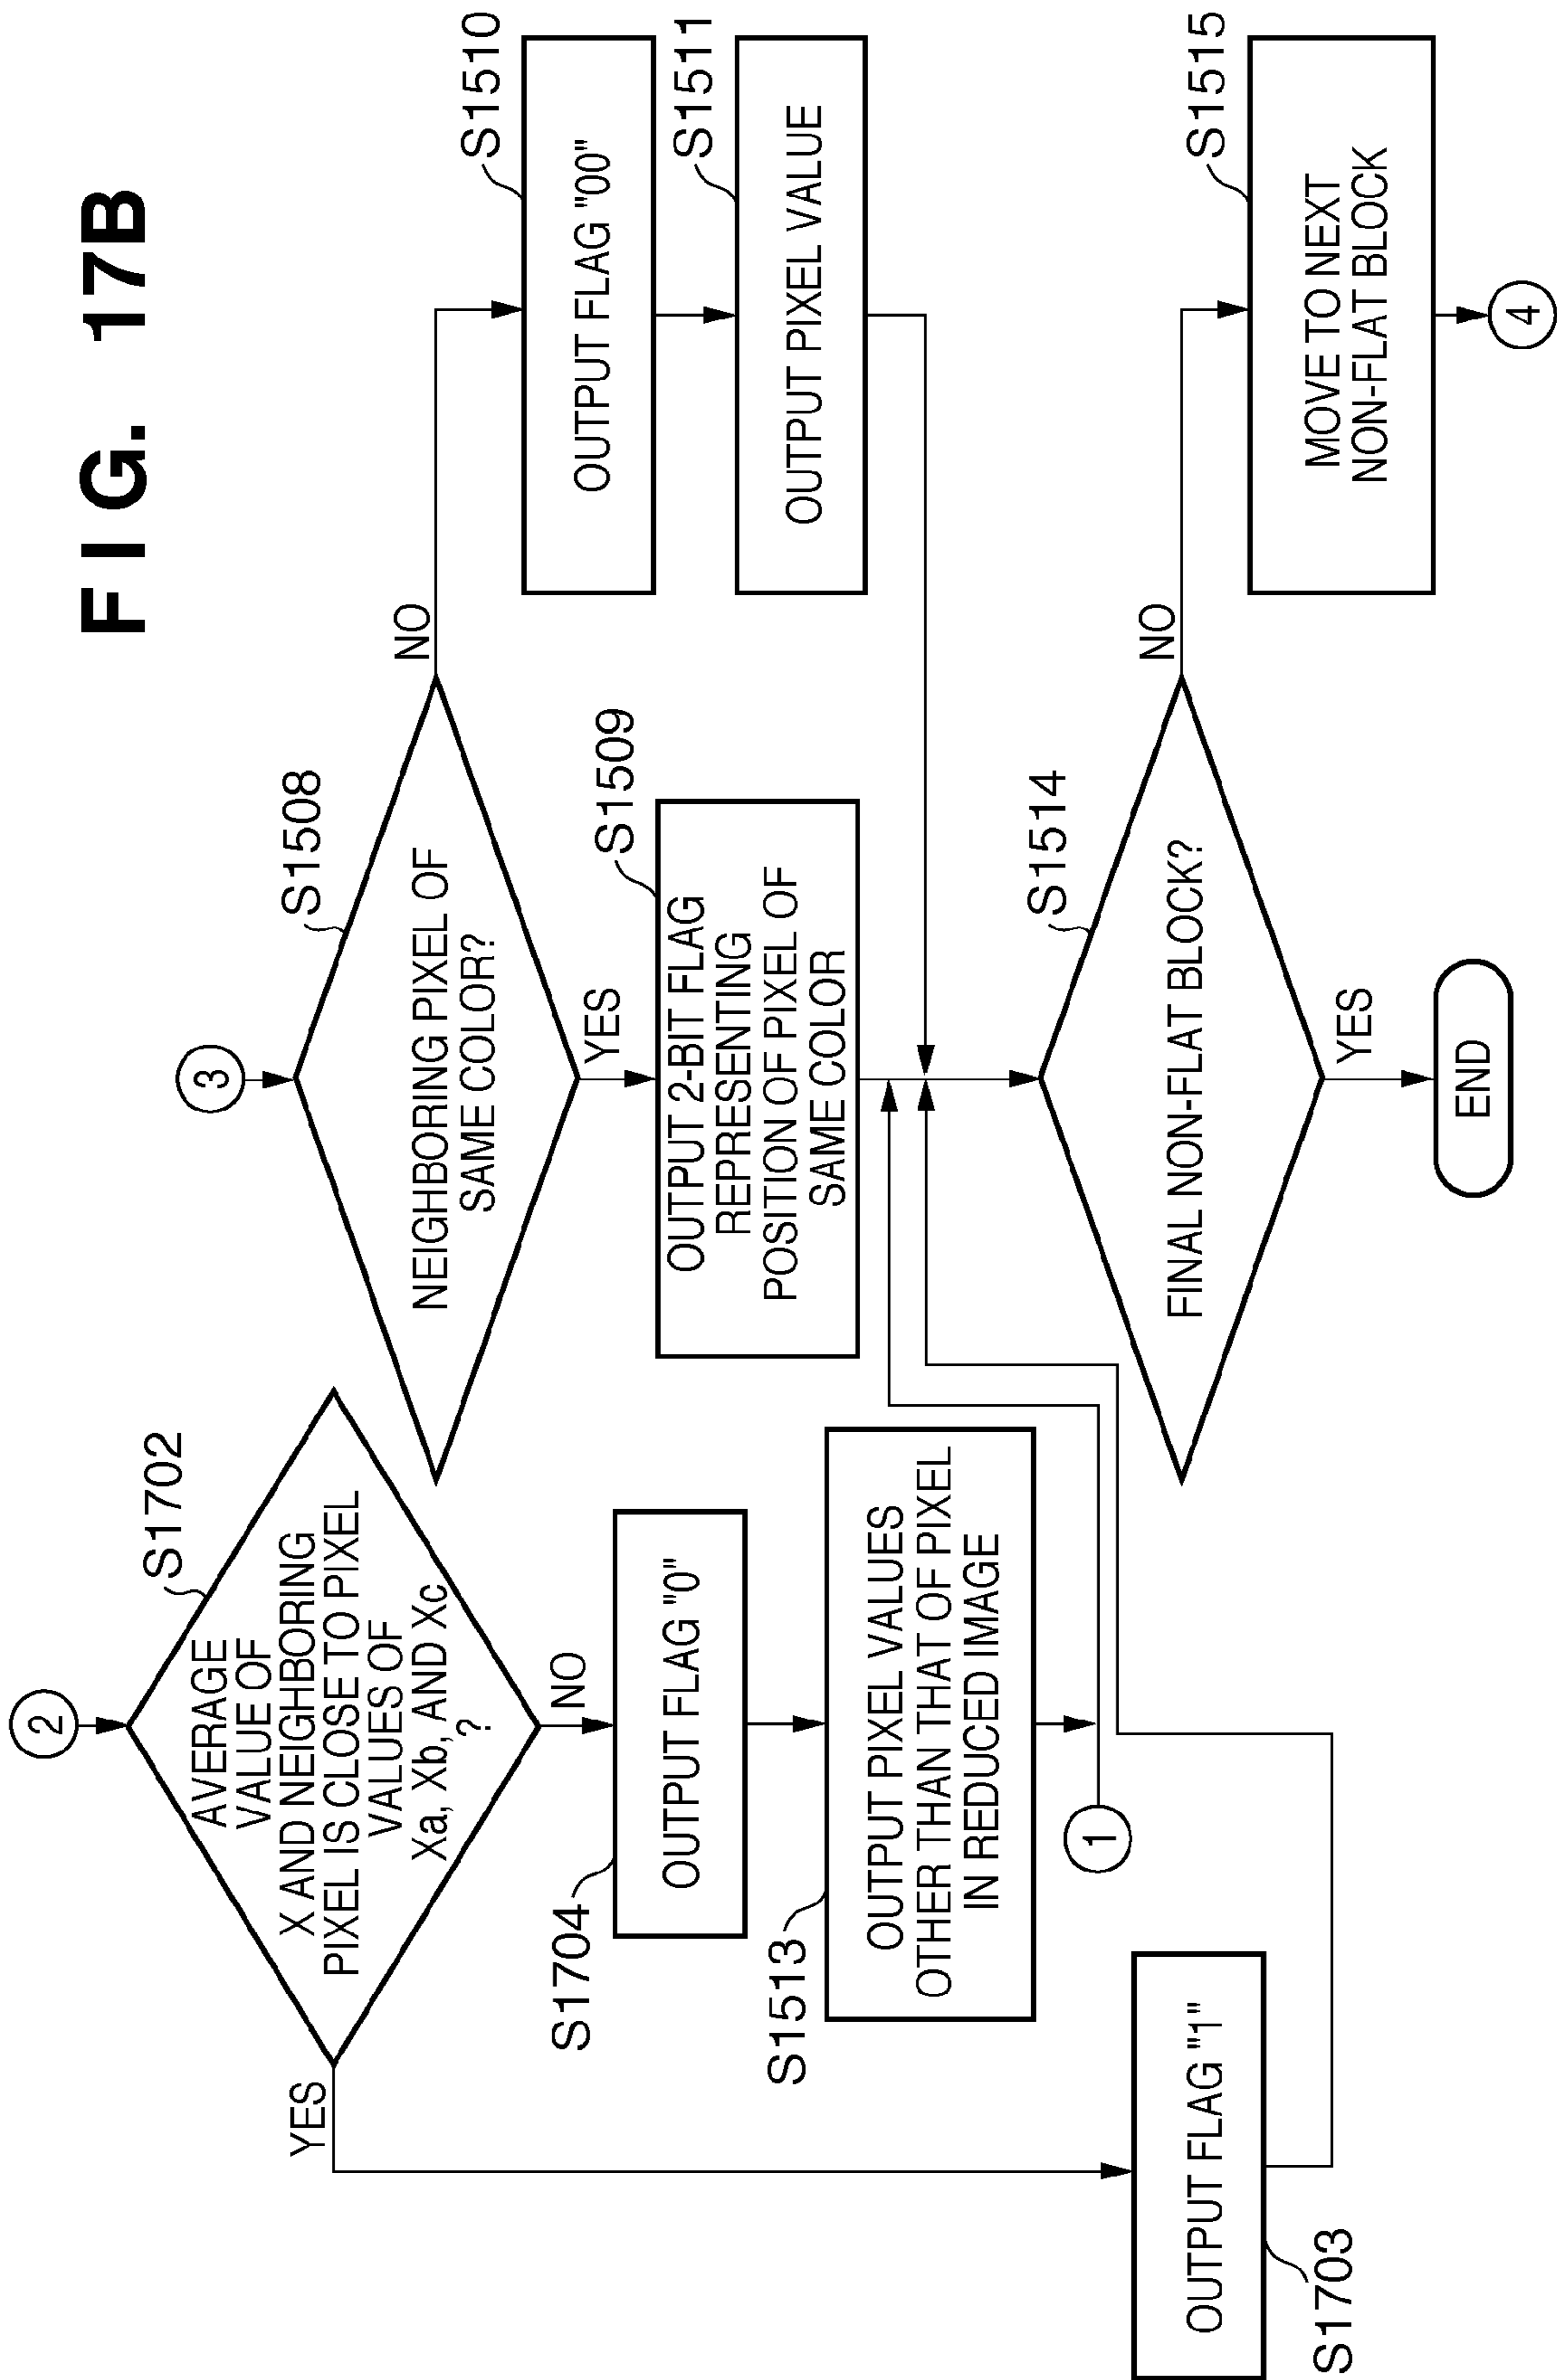 FIG. 17B
2
S1702
AVERAGE
VALUE OF
X AND NEIGHBORING
PIXEL IS CLOSE TO PIXEL
VALUES OF
Xa, Xb, AND Xc
?
YES
NO
S1704
OUTPUT FLAG "0"
S1513
OUTPUT PIXEL VALUES
OTHER THAN THAT OF PIXEL
IN REDUCED IMAGE
1
OUTPUT FLAG "1"
S1703
3
S1508
NEIGHBORING PIXEL OF
SAME COLOR?
NO
YES
S1509
OUTPUT 2-BIT FLAG
REPRESENTING
POSITION OF PIXEL OF
SAME COLOR
S1510
OUTPUT FLAG "00"
S1511
OUTPUT PIXEL VALUE
S1514
FINAL NON-FLAT BLOCK?
NO
YES
END
S1515
MOVE TO NEXT
NON-FLAT BLOCK
4